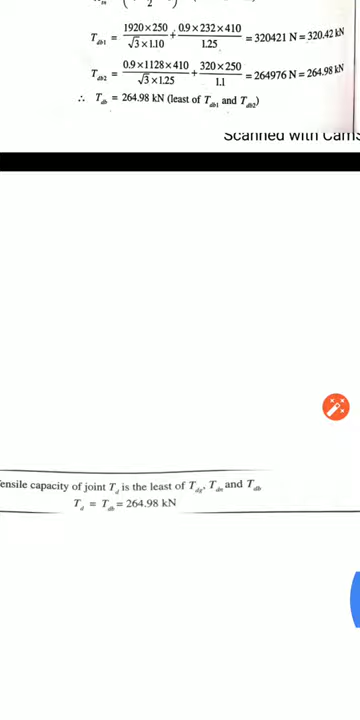 T_db1 = 1920×250 / √3×1.10 + 0.9×232×410 / 1.25 = 320421 N = 320.42 kN
T_db2 = 0.9×1128×410 / √3×1.25 + 320×250 / 1.1 = 264976 N = 264.98 kN
∴ T_db = 264.98 kN (least of T_db1 and T_db2)
Scanned with Cam
ensile capacity of joint T_d is the least of T_dg, T_dn and T_db
T_d = T_db = 264.98 kN